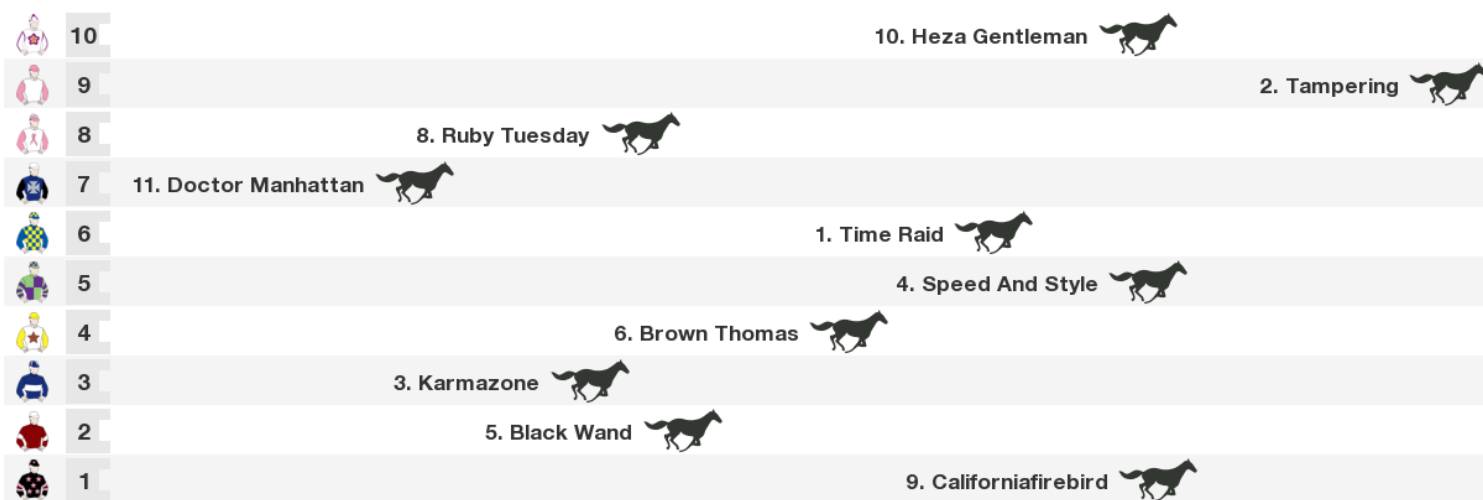 10 10. Heza Gentleman
9 2. Tampering
8 8. Ruby Tuesday
7 11. Doctor Manhattan
6 1. Time Raid
5 4. Speed And Style
4 6. Brown Thomas
3 3. Karmazone
2 5. Black Wand
1 9. Californiafirebird